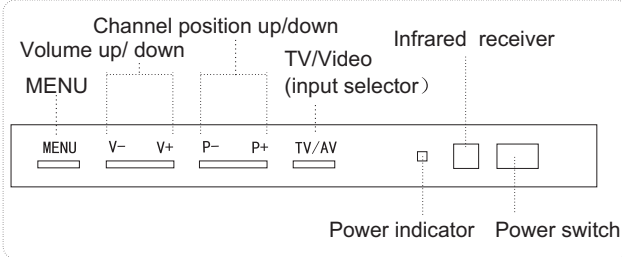 Channel position up/down
Volume up/ down
Infrared receiver
TV/Video
MENU
(input selector）
MENU V- V+ P- P+ TV/AV
Power indicator Power switch